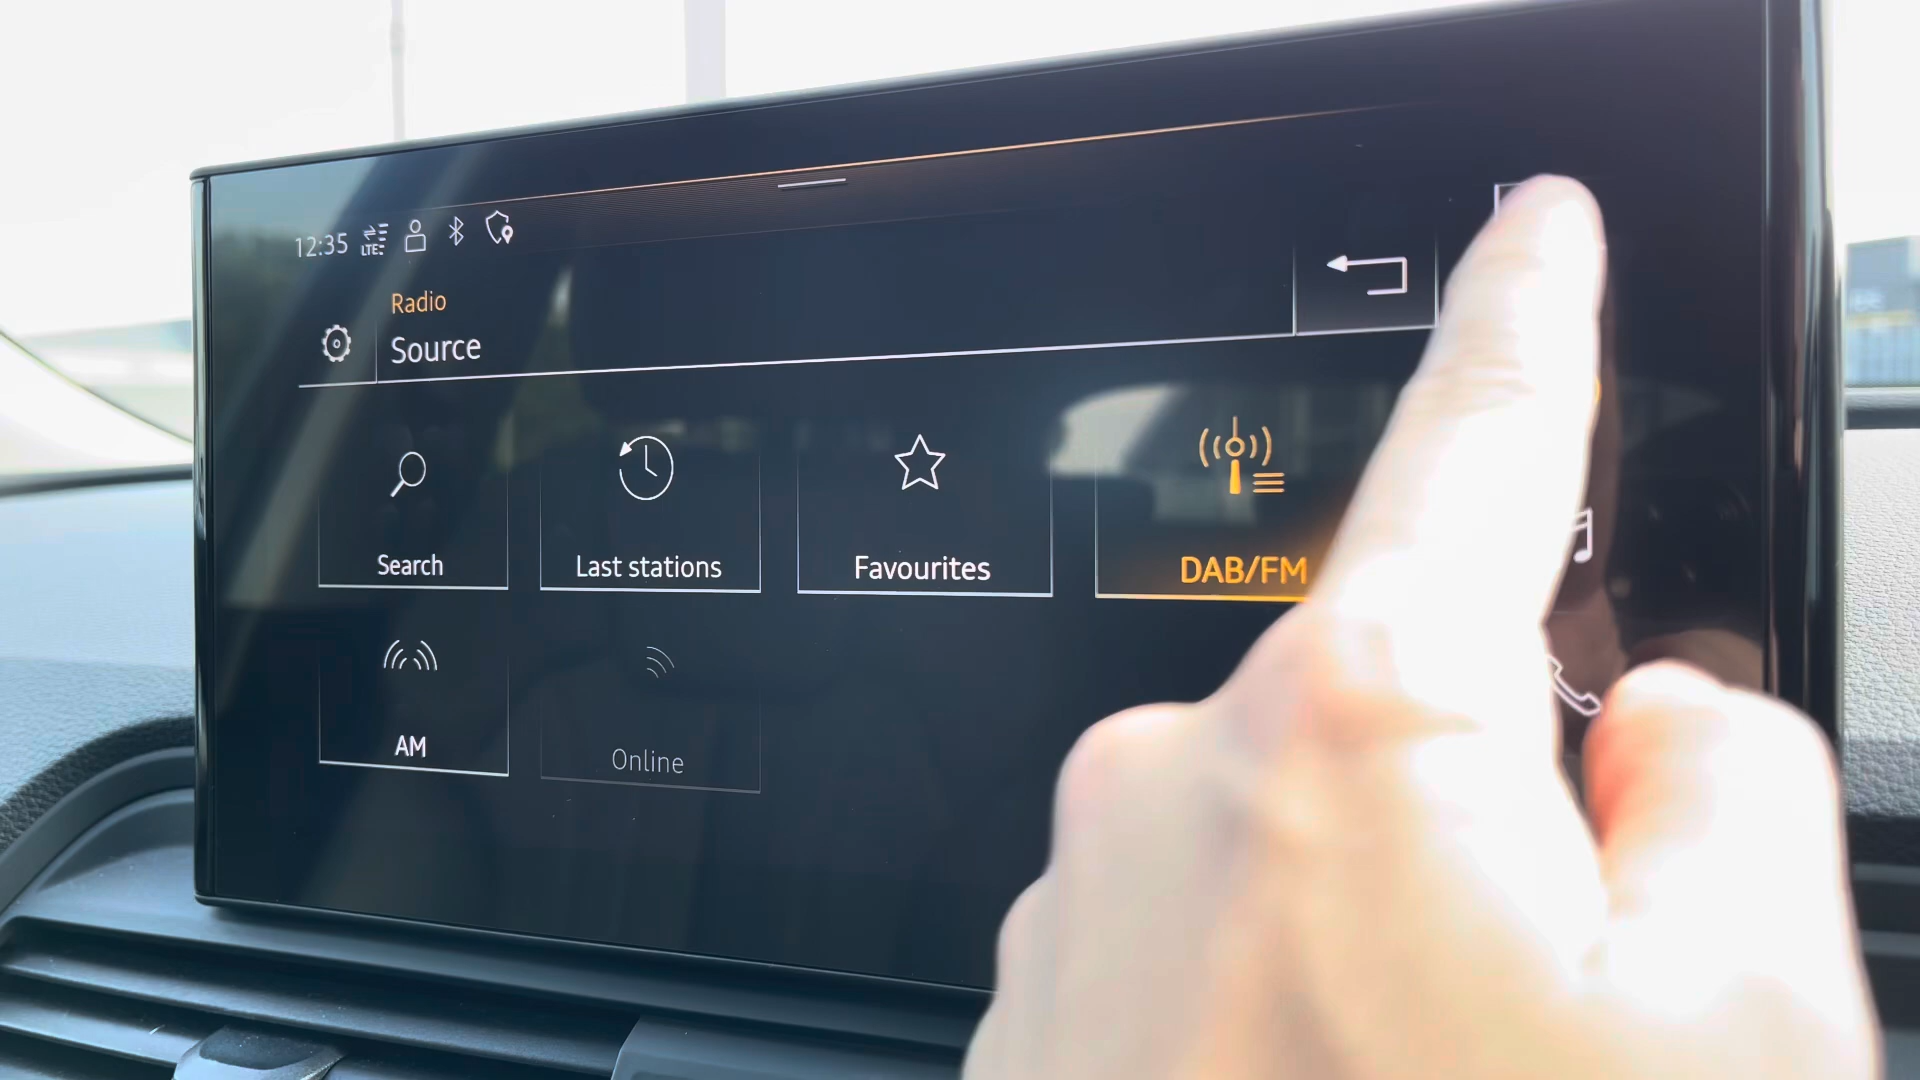 12:35 LTE
Radio
Source
Search
Last stations
Favourites
DAB/FM
AM
Online